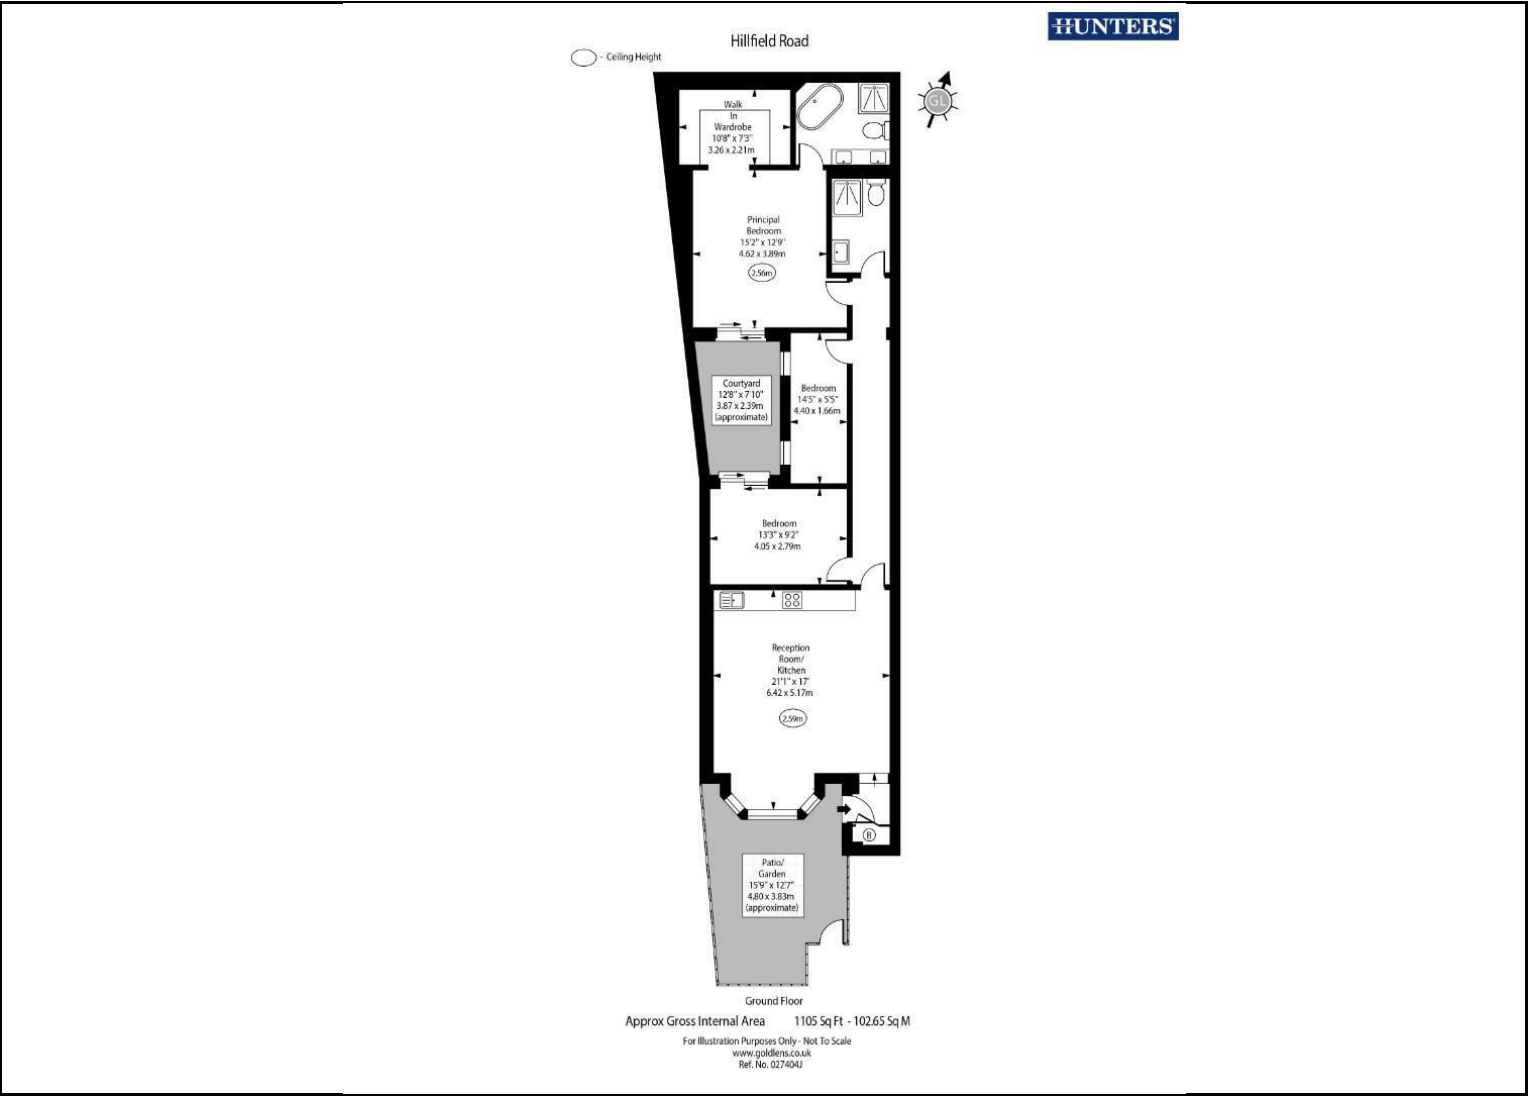 HUNTERS
Hillfield Road
- Ceiling Height
GL
Walk
In
Wardrobe
10'8" x 7'3"
3.26 x 2.21m
Principal
Bedroom
15'2" x 12'9"
4.62 x 3.89m
2.56m
Courtyard
12'8" x 7'10"
3.87 x 2.39m
(approximate)
Bedroom
14'5" x 5'5"
4.40 x 1.66m
Bedroom
13'3" x 9'2"
4.05 x 2.79m
Reception
Room/
Kitchen
21'1" x 17'
6.42 x 5.17m
2.59m
B
Patio/
Garden
15'9" x 12'7"
4.80 x 3.83m
(approximate)
Ground Floor
Approx Gross Internal Area 1105 Sq Ft - 102.65 Sq M
For Illustration Purposes Only - Not To Scale
www.goldlens.co.uk
Ref. No. 027404J